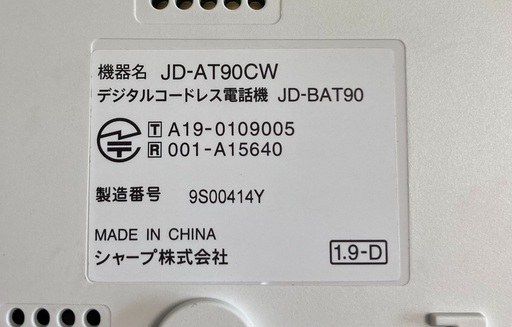 機器名 JD-AT90CW
デジタルコードレス電話機 JD-BAT90
T A19-0109005
R 001-A15640
製造番号 9S00414Y
MADE IN CHINA
シャープ株式会社 1.9-D